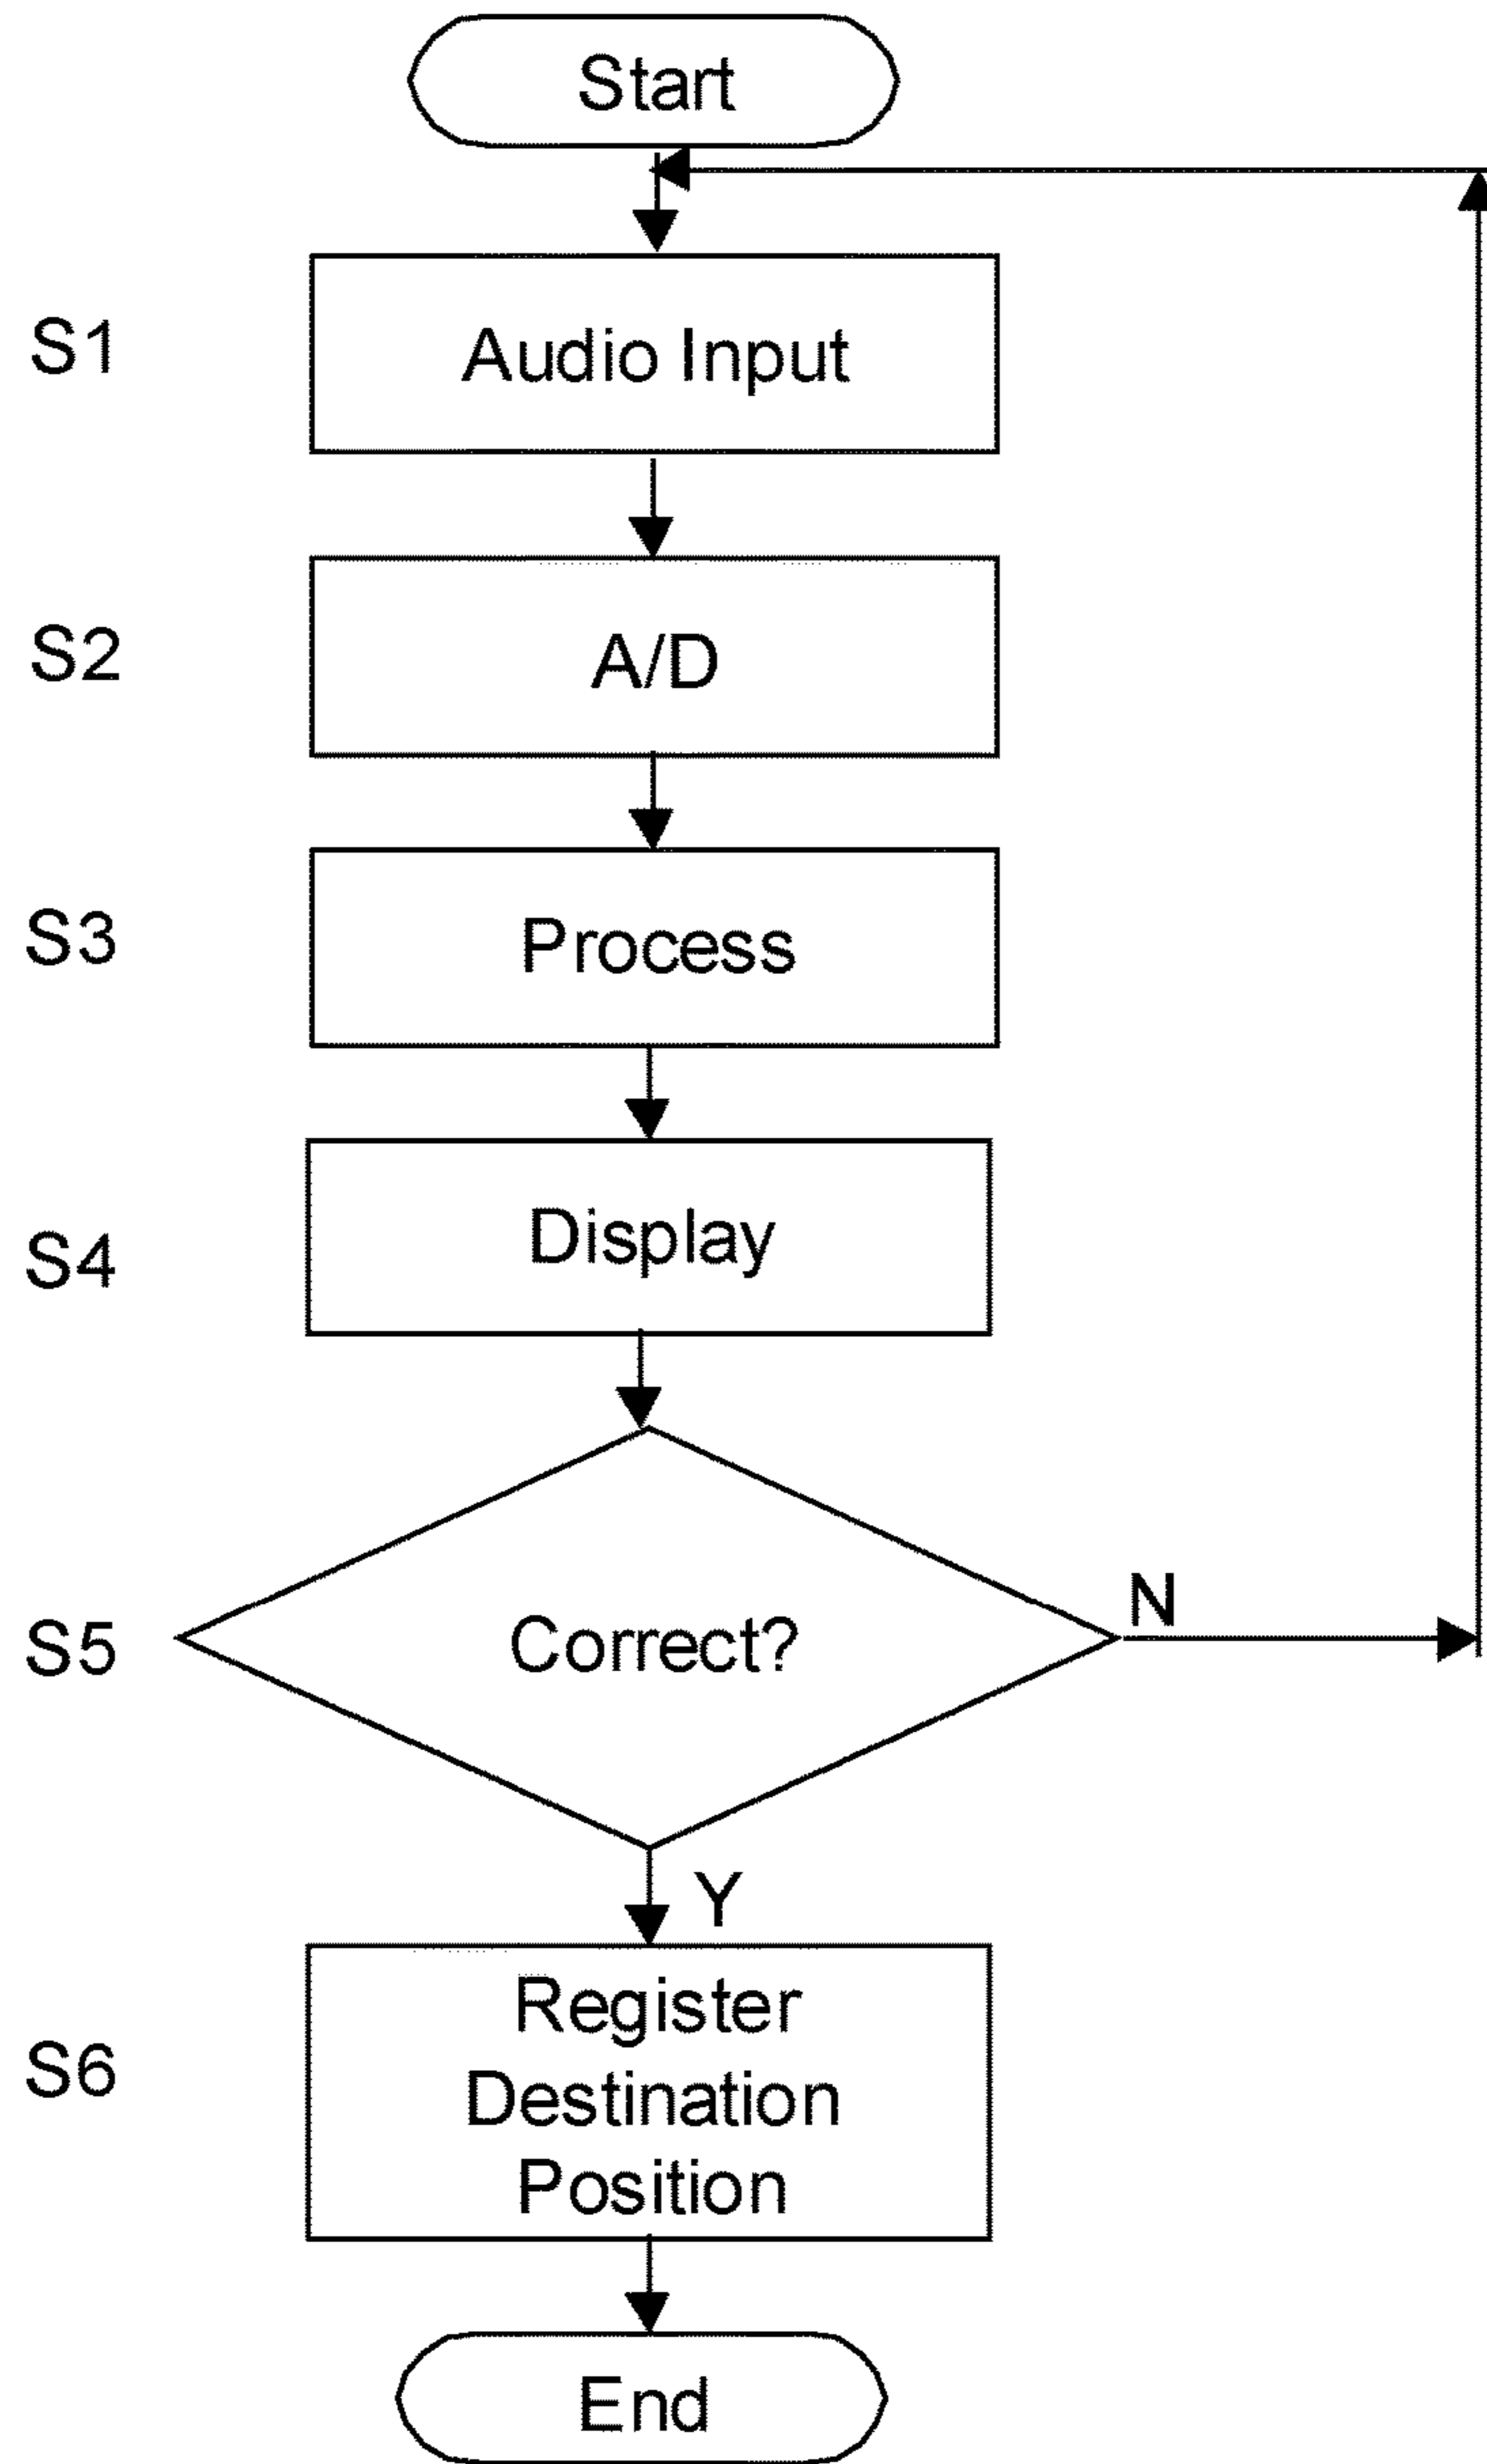 Start
S1
Audio Input
S2
A/D
S3
Process
S4
Display
S5
Correct?
N
Y
S6
Register
Destination
Position
End